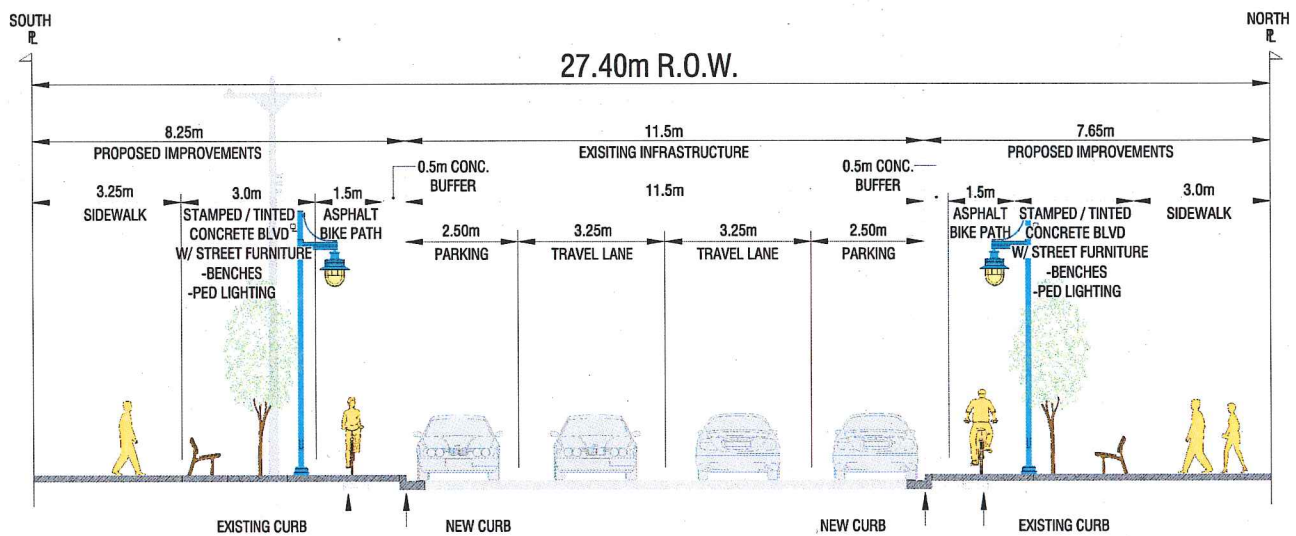 SOUTH
PL
NORTH
PL
27.40m R.O.W.
8.25m
PROPOSED IMPROVEMENTS
11.5m
EXISITING INFRASTRUCTURE
7.65m
PROPOSED IMPROVEMENTS
0.5m CONC.
BUFFER
0.5m CONC.
BUFFER
3.25m
SIDEWALK
3.0m
STAMPED / TINTED
CONCRETE BLVD
W/ STREET FURNITURE
-BENCHES
-PED LIGHTING
1.5m
ASPHALT
BIKE PATH
11.5m
2.50m
PARKING
3.25m
TRAVEL LANE
3.25m
TRAVEL LANE
2.50m
PARKING
1.5m
ASPHALT
BIKE PATH
STAMPED / TINTED
CONCRETE BLVD
W/ STREET FURNITURE
-BENCHES
-PED LIGHTING
3.0m
SIDEWALK
EXISTING CURB
NEW CURB
NEW CURB
EXISTING CURB